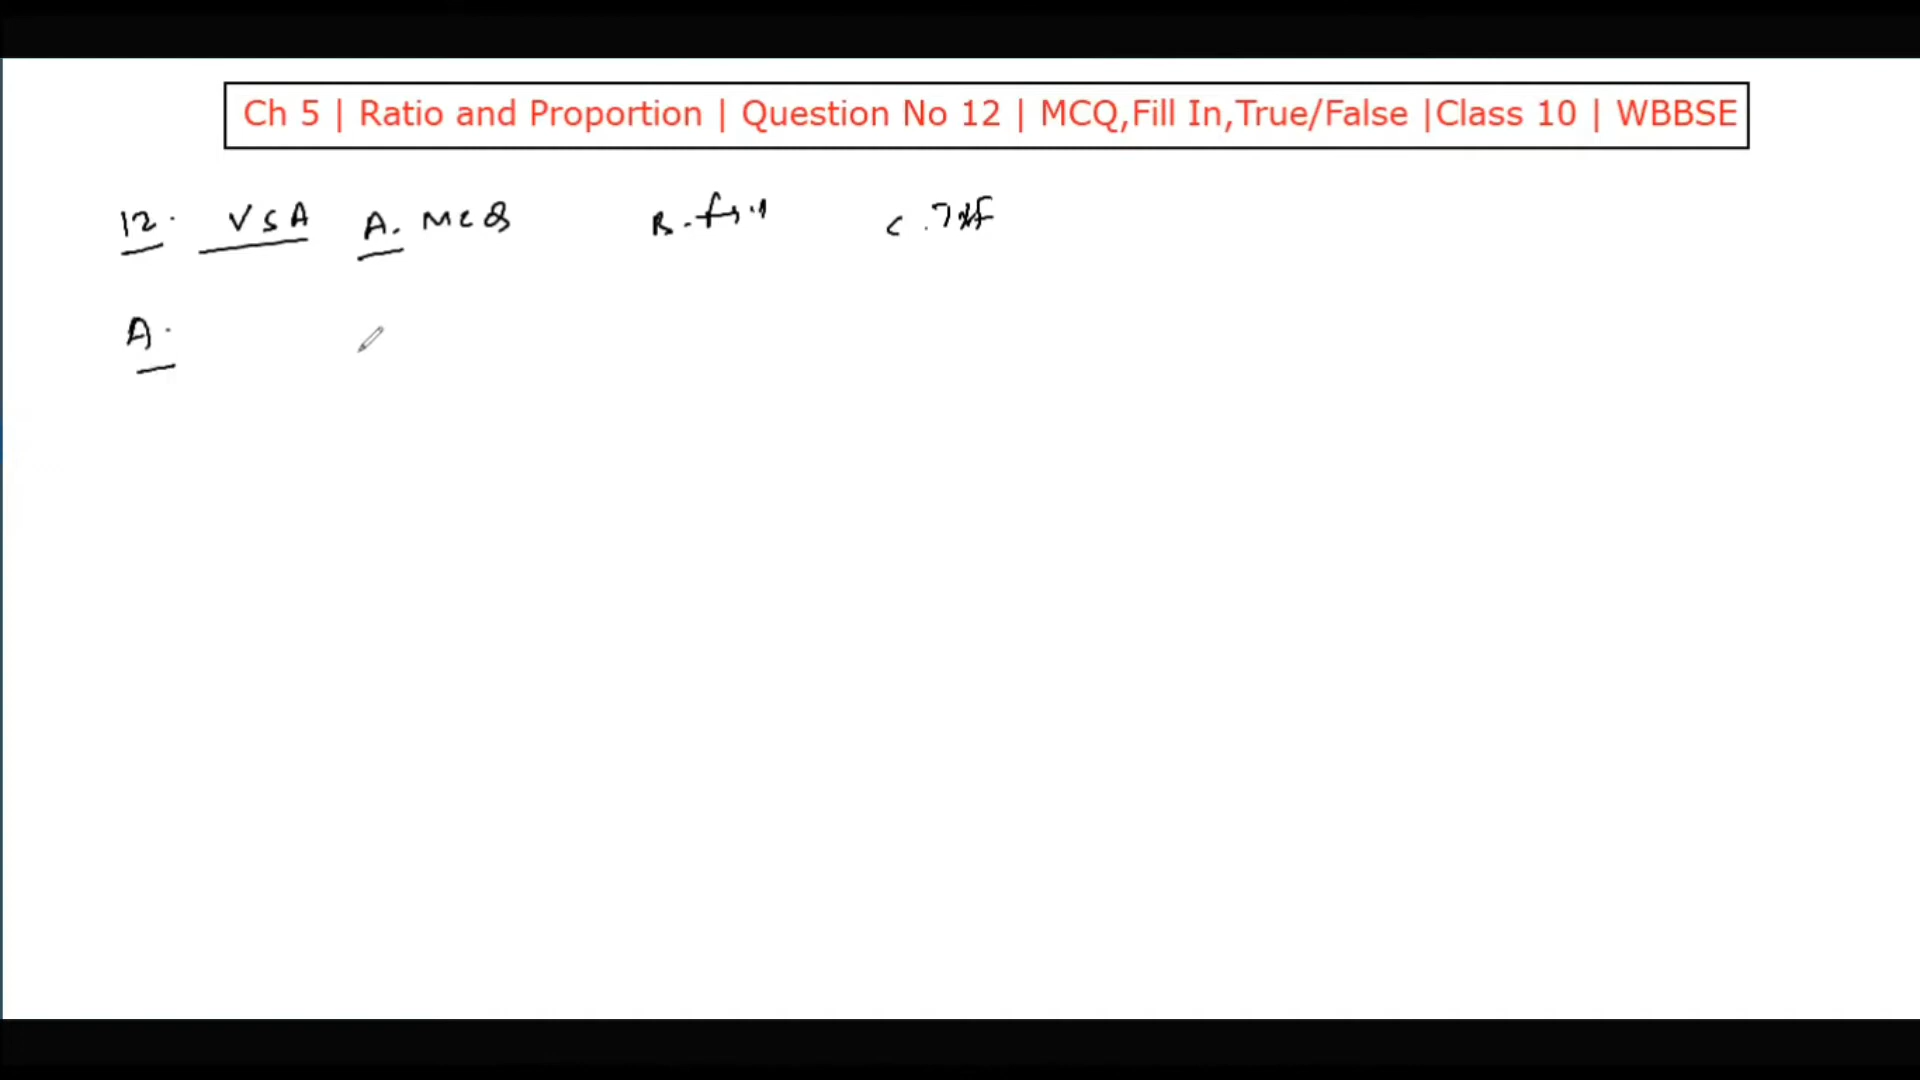 Ch 5 | Ratio and Proportion | Question No 12 | MCQ,Fill In,True/False |Class 10 | WBBSE
12. VSA A. MCQ B. fill C. T/F
A.